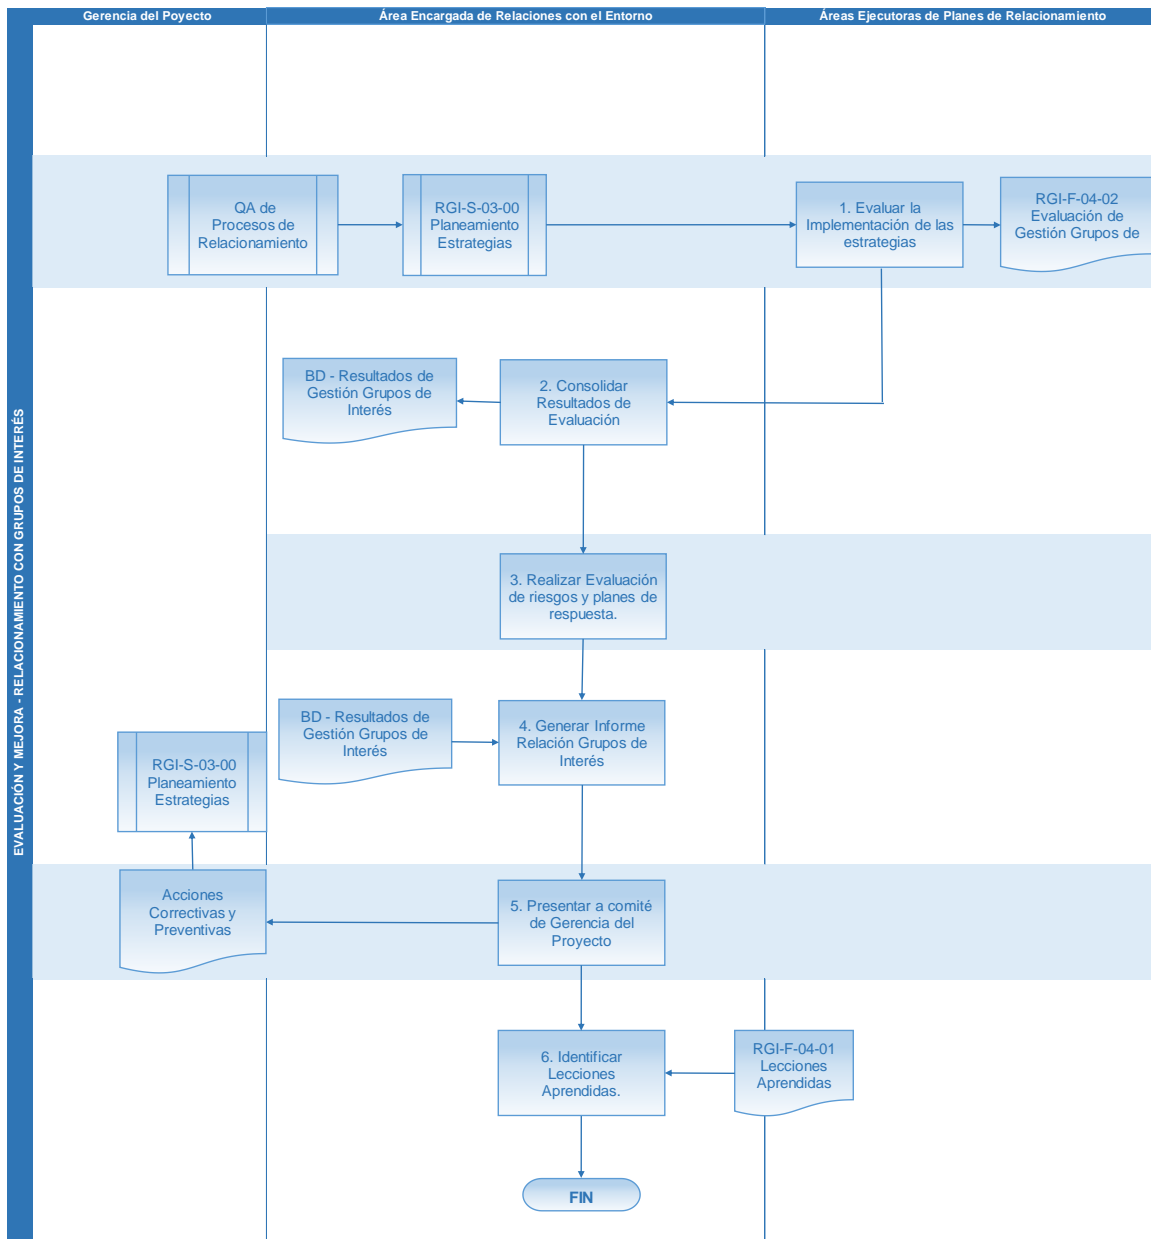 Gerencia del Poyecto
Área Encargada de Relaciones con el Entorno
Áreas Ejecutoras de Planes de Relacionamiento
EVALUACIÓN Y MEJORA - RELACIONAMIENTO CON GRUPOS DE INTERÉS
QA de
Procesos de
Relacionamiento
RGI-S-03-00
Planeamiento
Estrategias
1. Evaluar la
Implementación de las
estrategias
RGI-F-04-02
Evaluación de
Gestión Grupos de
BD - Resultados de
Gestión Grupos de
Interés
2. Consolidar
Resultados de
Evaluación
3. Realizar Evaluación
de riesgos y planes de
respuesta.
BD - Resultados de
Gestión Grupos de
Interés
4. Generar Informe
Relación Grupos de
Interés
RGI-S-03-00
Planeamiento
Estrategias
Acciones
Correctivas y
Preventivas
5. Presentar a comité
de Gerencia del
Proyecto
6. Identificar
Lecciones
Aprendidas.
RGI-F-04-01
Lecciones
Aprendidas
FIN